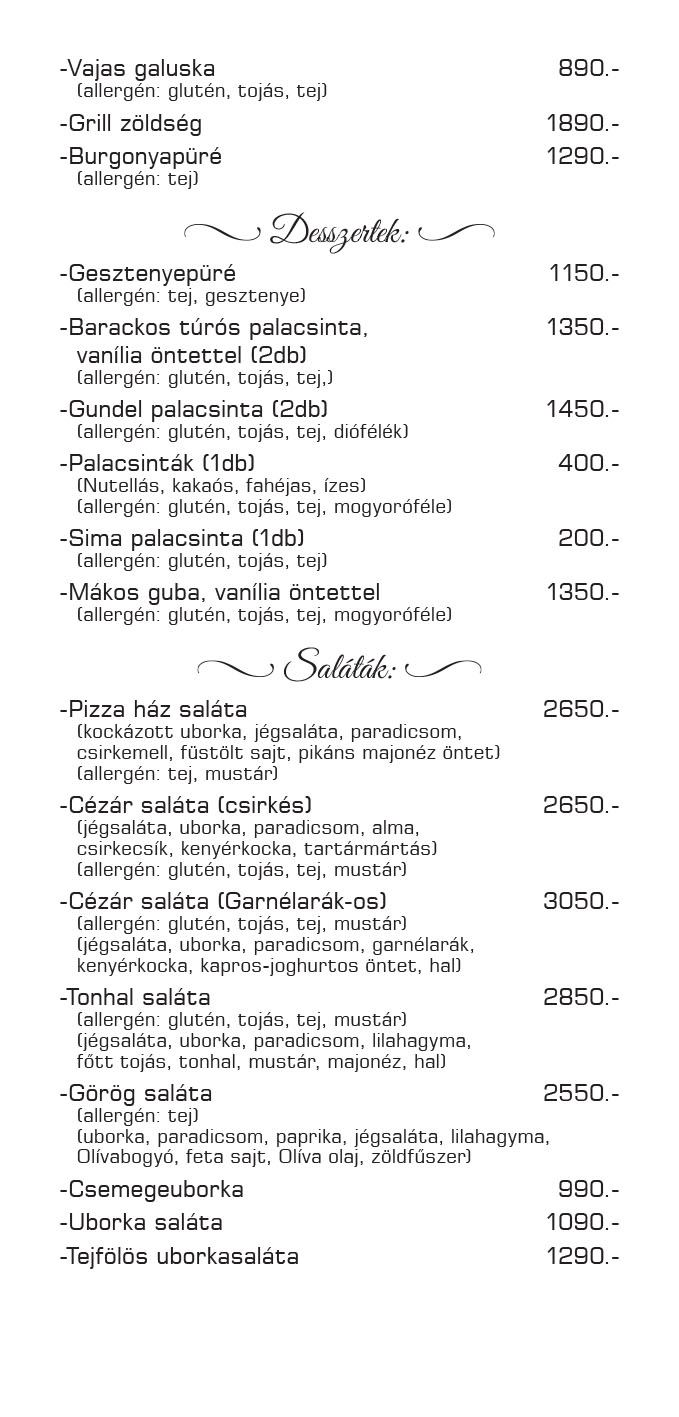 -Vajas galuska 890.-
(allergén: glutén, tojás, tej)
-Grill zöldség 1890.-
-Burgonyapüré 1290.-
(allergén: tej)
Desszertek:
-Gesztenyepüré 1150.-
(allergén: tej, gesztenye)
-Barackos túrós palacsinta, 1350.-
vanília öntettel (2db)
(allergén: glutén, tojás, tej,)
-Gundel palacsinta (2db) 1450.-
(allergén: glutén, tojás, tej, diófélék)
-Palacsinták (1db) 400.-
(Nutellás, kakaós, fahéjas, ízes)
(allergén: glutén, tojás, tej, mogyoróféle)
-Sima palacsinta (1db) 200.-
(allergén: glutén, tojás, tej)
-Mákos guba, vanília öntettel 1350.-
(allergén: glutén, tojás, tej, mogyoróféle)
Saláták:
-Pizza ház saláta 2650.-
(kockázott uborka, jégsaláta, paradicsom,
csirkemell, füstölt sajt, pikáns majonéz öntet)
(allergén: tej, mustár)
-Cézár saláta (csirkés) 2650.-
(jégsaláta, uborka, paradicsom, alma,
csirkecsík, kenyérkocka, tartármártás)
(allergén: glutén, tojás, tej, mustár)
-Cézár saláta (Garnélarák-os) 3050.-
(allergén: glutén, tojás, tej, mustár)
(jégsaláta, uborka, paradicsom, garnélarák,
kenyérkocka, kapros-joghurtos öntet, hal)
-Tonhal saláta 2850.-
(allergén: glutén, tojás, tej, mustár)
(jégsaláta, uborka, paradicsom, lilahagyma,
főtt tojás, tonhal, mustár, majonéz, hal)
-Görög saláta 2550.-
(allergén: tej)
(uborka, paradicsom, paprika, jégsaláta, lilahagyma,
Olívabogyó, feta sajt, Olíva olaj, zöldfűszer)
-Csemegeuborka 990.-
-Uborka saláta 1090.-
-Tejfölös uborkasaláta 1290.-